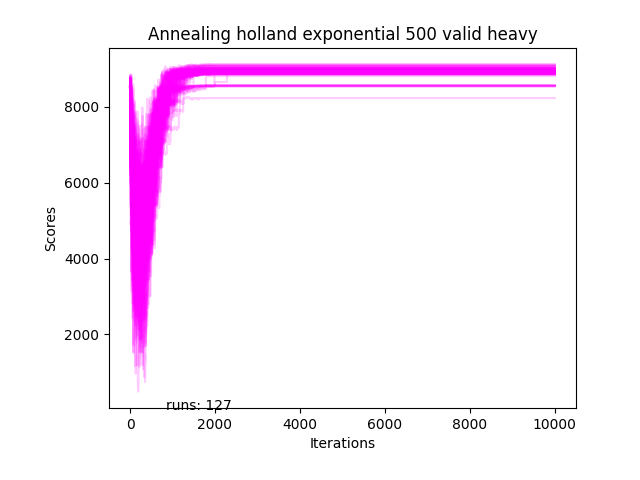 Annealing holland exponential 500 valid heavy
8000
6000
4000
2000
Scores
runs: 127
0 2000 4000 6000 8000 10000
Iterations